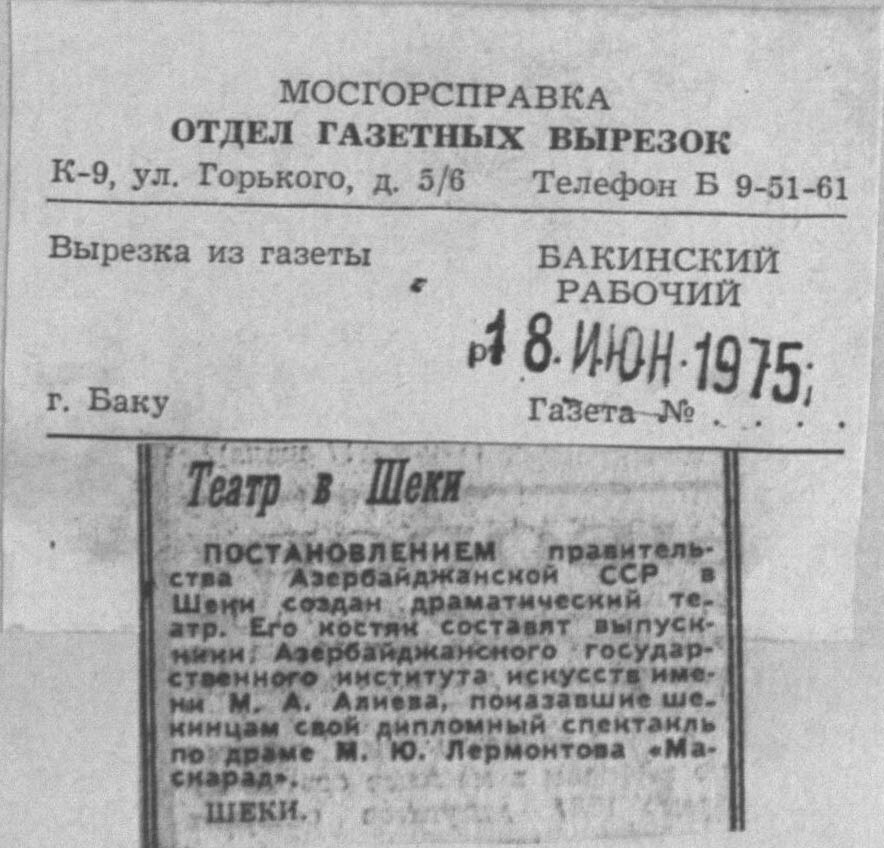 МОСГОРСПРАВКА
ОТДЕЛ ГАЗЕТНЫХ ВЫРЕЗОК
К-9, ул. Горького, д. 5/6 Телефон Б 9-51-61
Вырезка из газеты БАКИНСКИЙ
РАБОЧИЙ
18. ИЮН. 1975
г. Баку Газета № . . . .
Театр в Шеки
ПОСТАНОВЛЕНИЕМ правитель-
ства Азербайджанской ССР в
Шеки создан драматический те-
атр. Его костяк составят выпуск-
ники Азербайджанского государ-
ственного института искусств име-
ни М. А. Алиева, показавшие ше-
кинцам свой дипломный спектакль
по драме М. Ю. Лермонтова «Ма-
скарад».
ШЕКИ.